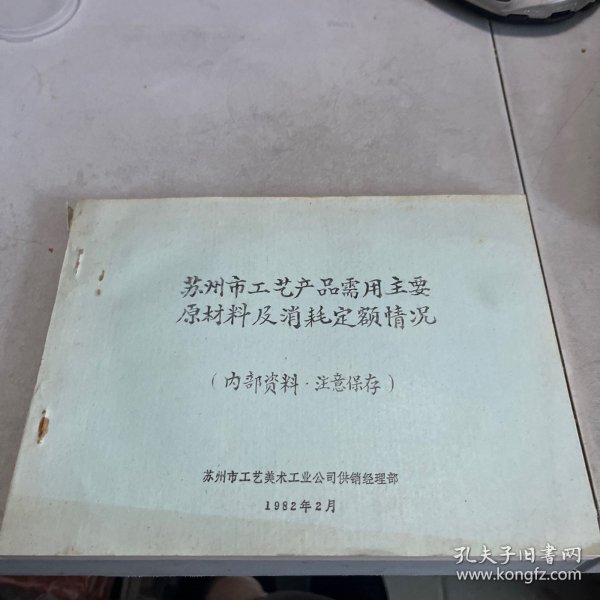 苏州市工艺产品需用主要
原材料及消耗定额情况
（内部资料·注意保存）
苏州市工艺美术工业公司供销经理部
1982年2月
孔夫子旧书网
www.kongfz.com